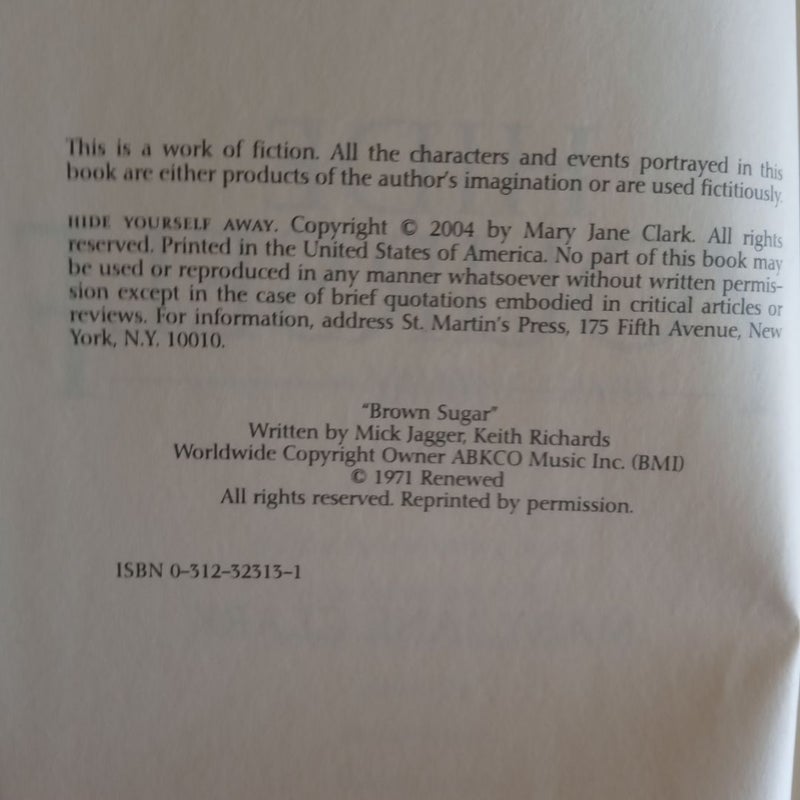 This is a work of fiction. All the characters and events portrayed in this
book are either products of the author's imagination or are used fictitiously.
HIDE YOURSELF AWAY. Copyright © 2004 by Mary Jane Clark. All rights
reserved. Printed in the United States of America. No part of this book may
be used or reproduced in any manner whatsoever without written permis-
sion except in the case of brief quotations embodied in critical articles or
reviews. For information, address St. Martin's Press, 175 Fifth Avenue, New
York, N.Y. 10010.
"Brown Sugar"
Written by Mick Jagger, Keith Richards
Worldwide Copyright Owner ABKCO Music Inc. (BMI)
© 1971 Renewed
All rights reserved. Reprinted by permission.
ISBN 0–312–32313–1